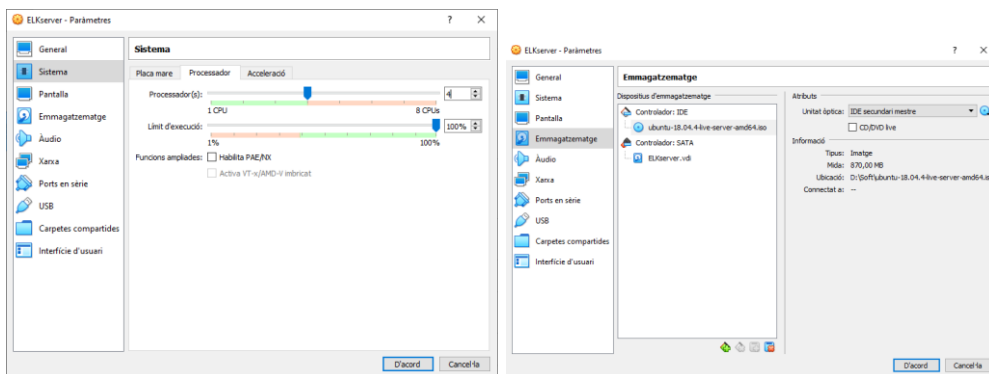 ELKserver - Paràmetres
General
Sistema
Pantalla
Emmagatzematge
Àudio
Xarxa
Ports en sèrie
USB
Carpetes compartides
Interfície d'usuari
Sistema
Placa mare Processador Acceleració
Processador(s): 4
1 CPU 8 CPUs
Límit d'execució: 100%
1% 100%
Funcions ampliades: Habilita PAE/NX
Activa VT-x/AMD-V imbricat
D'acord Cancel·la
ELKserver - Paràmetres
General
Sistema
Pantalla
Emmagatzematge
Àudio
Xarxa
Ports en sèrie
USB
Carpetes compartides
Interfície d'usuari
Emmagatzematge
Dispositius d'emmagatzematge
Controlador: IDE
ubuntu-18.04.4-live-server-amd64.iso
Controlador: SATA
ELKserver.vdi
Atributs
Unitat òptica: IDE secundari mestre
CD/DVD live
Informació
Tipus: Imatge
Mida: 870,00 MB
Ubicació: D:\Soft\ubuntu-18.04.4-live-server-amd64.is
Connectat a: --
D'acord Cancel·la